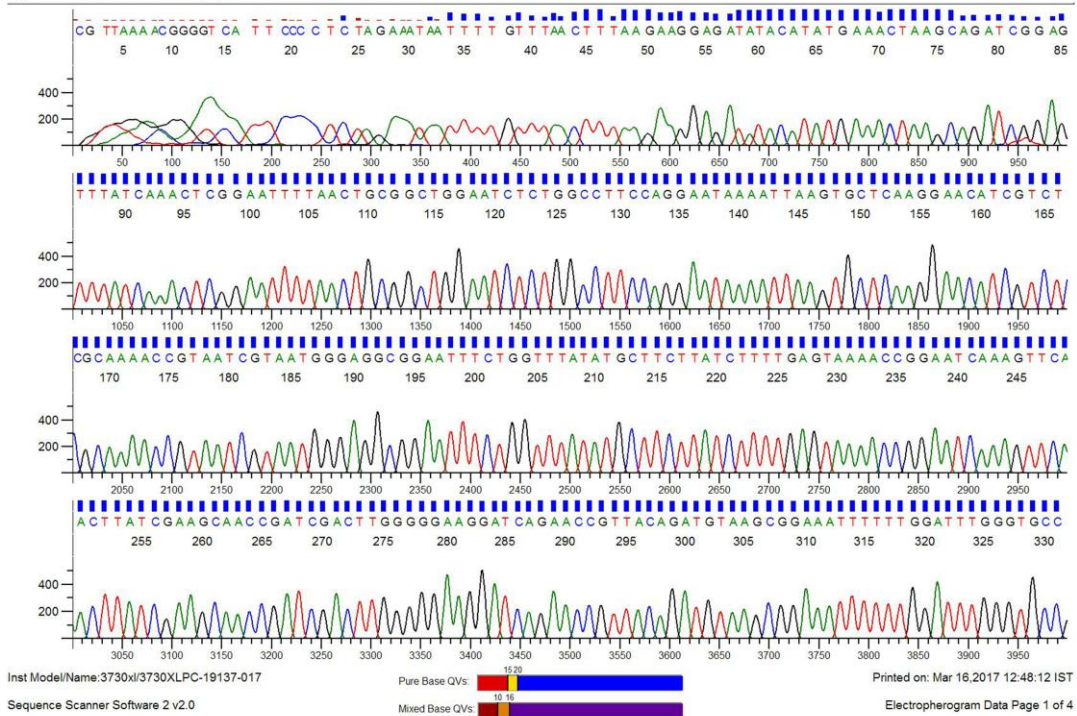 CG TTAAAACGGGGTCA T TCCC C TCTAGAAATAATTTTGTTTAACTTTAAGAAGGAGATATACATATGAAACTAAGCAGATCGGAG
5 10 15 20 25 30 35 40 45 50 55 60 65 70 75 80 85
400
200
50 100 150 200 250 300 350 400 450 500 550 600 650 700 750 800 850 900 950
TTTATCAAACTCGGAATTTTAACTGCGGCTGGAATCTCTGGCCTTCCAGGAATAAAATTAAGTGCTCAAGGAACATCGTCT
90 95 100 105 110 115 120 125 130 135 140 145 150 155 160 165
400
200
1050 1100 1150 1200 1250 1300 1350 1400 1450 1500 1550 1600 1650 1700 1750 1800 1850 1900 1950
CGCAAAACCGTAATCGTAATGGGAGGCGGAATTTCTGGTTTATATGCTTCTTATCTTTTGAGTAAAACCGGAATCAAAGTTCA
170 175 180 185 190 195 200 205 210 215 220 225 230 235 240 245
400
200
2050 2100 2150 2200 2250 2300 2350 2400 2450 2500 2550 2600 2650 2700 2750 2800 2850 2900 2950
ACTTATCGAAGCAACCGATCGACTTGGGGGAAGGATCAGAACCGTTACAGATGTAAGCGGAAATTTTTTGGATTTGGGTGCC
255 260 265 270 275 280 285 290 295 300 305 310 315 320 325 330
400
200
3050 3100 3150 3200 3250 3300 3350 3400 3450 3500 3550 3600 3650 3700 3750 3800 3850 3900 3950
Inst Model/Name:3730xl/3730XLPC-19137-017
Sequence Scanner Software 2 v2.0
15 20
Pure Base QVs:
10 16
Mixed Base QVs:
Printed on: Mar 16,2017 12:48:12 IST
Electropherogram Data Page 1 of 4